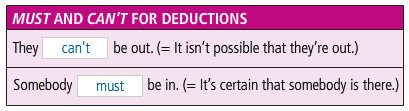 MUST AND CAN'T FOR DEDUCTIONS
They can't be out. (= It isn't possible that they're out.)
Somebody must be in. (= It's certain that somebody is there.)